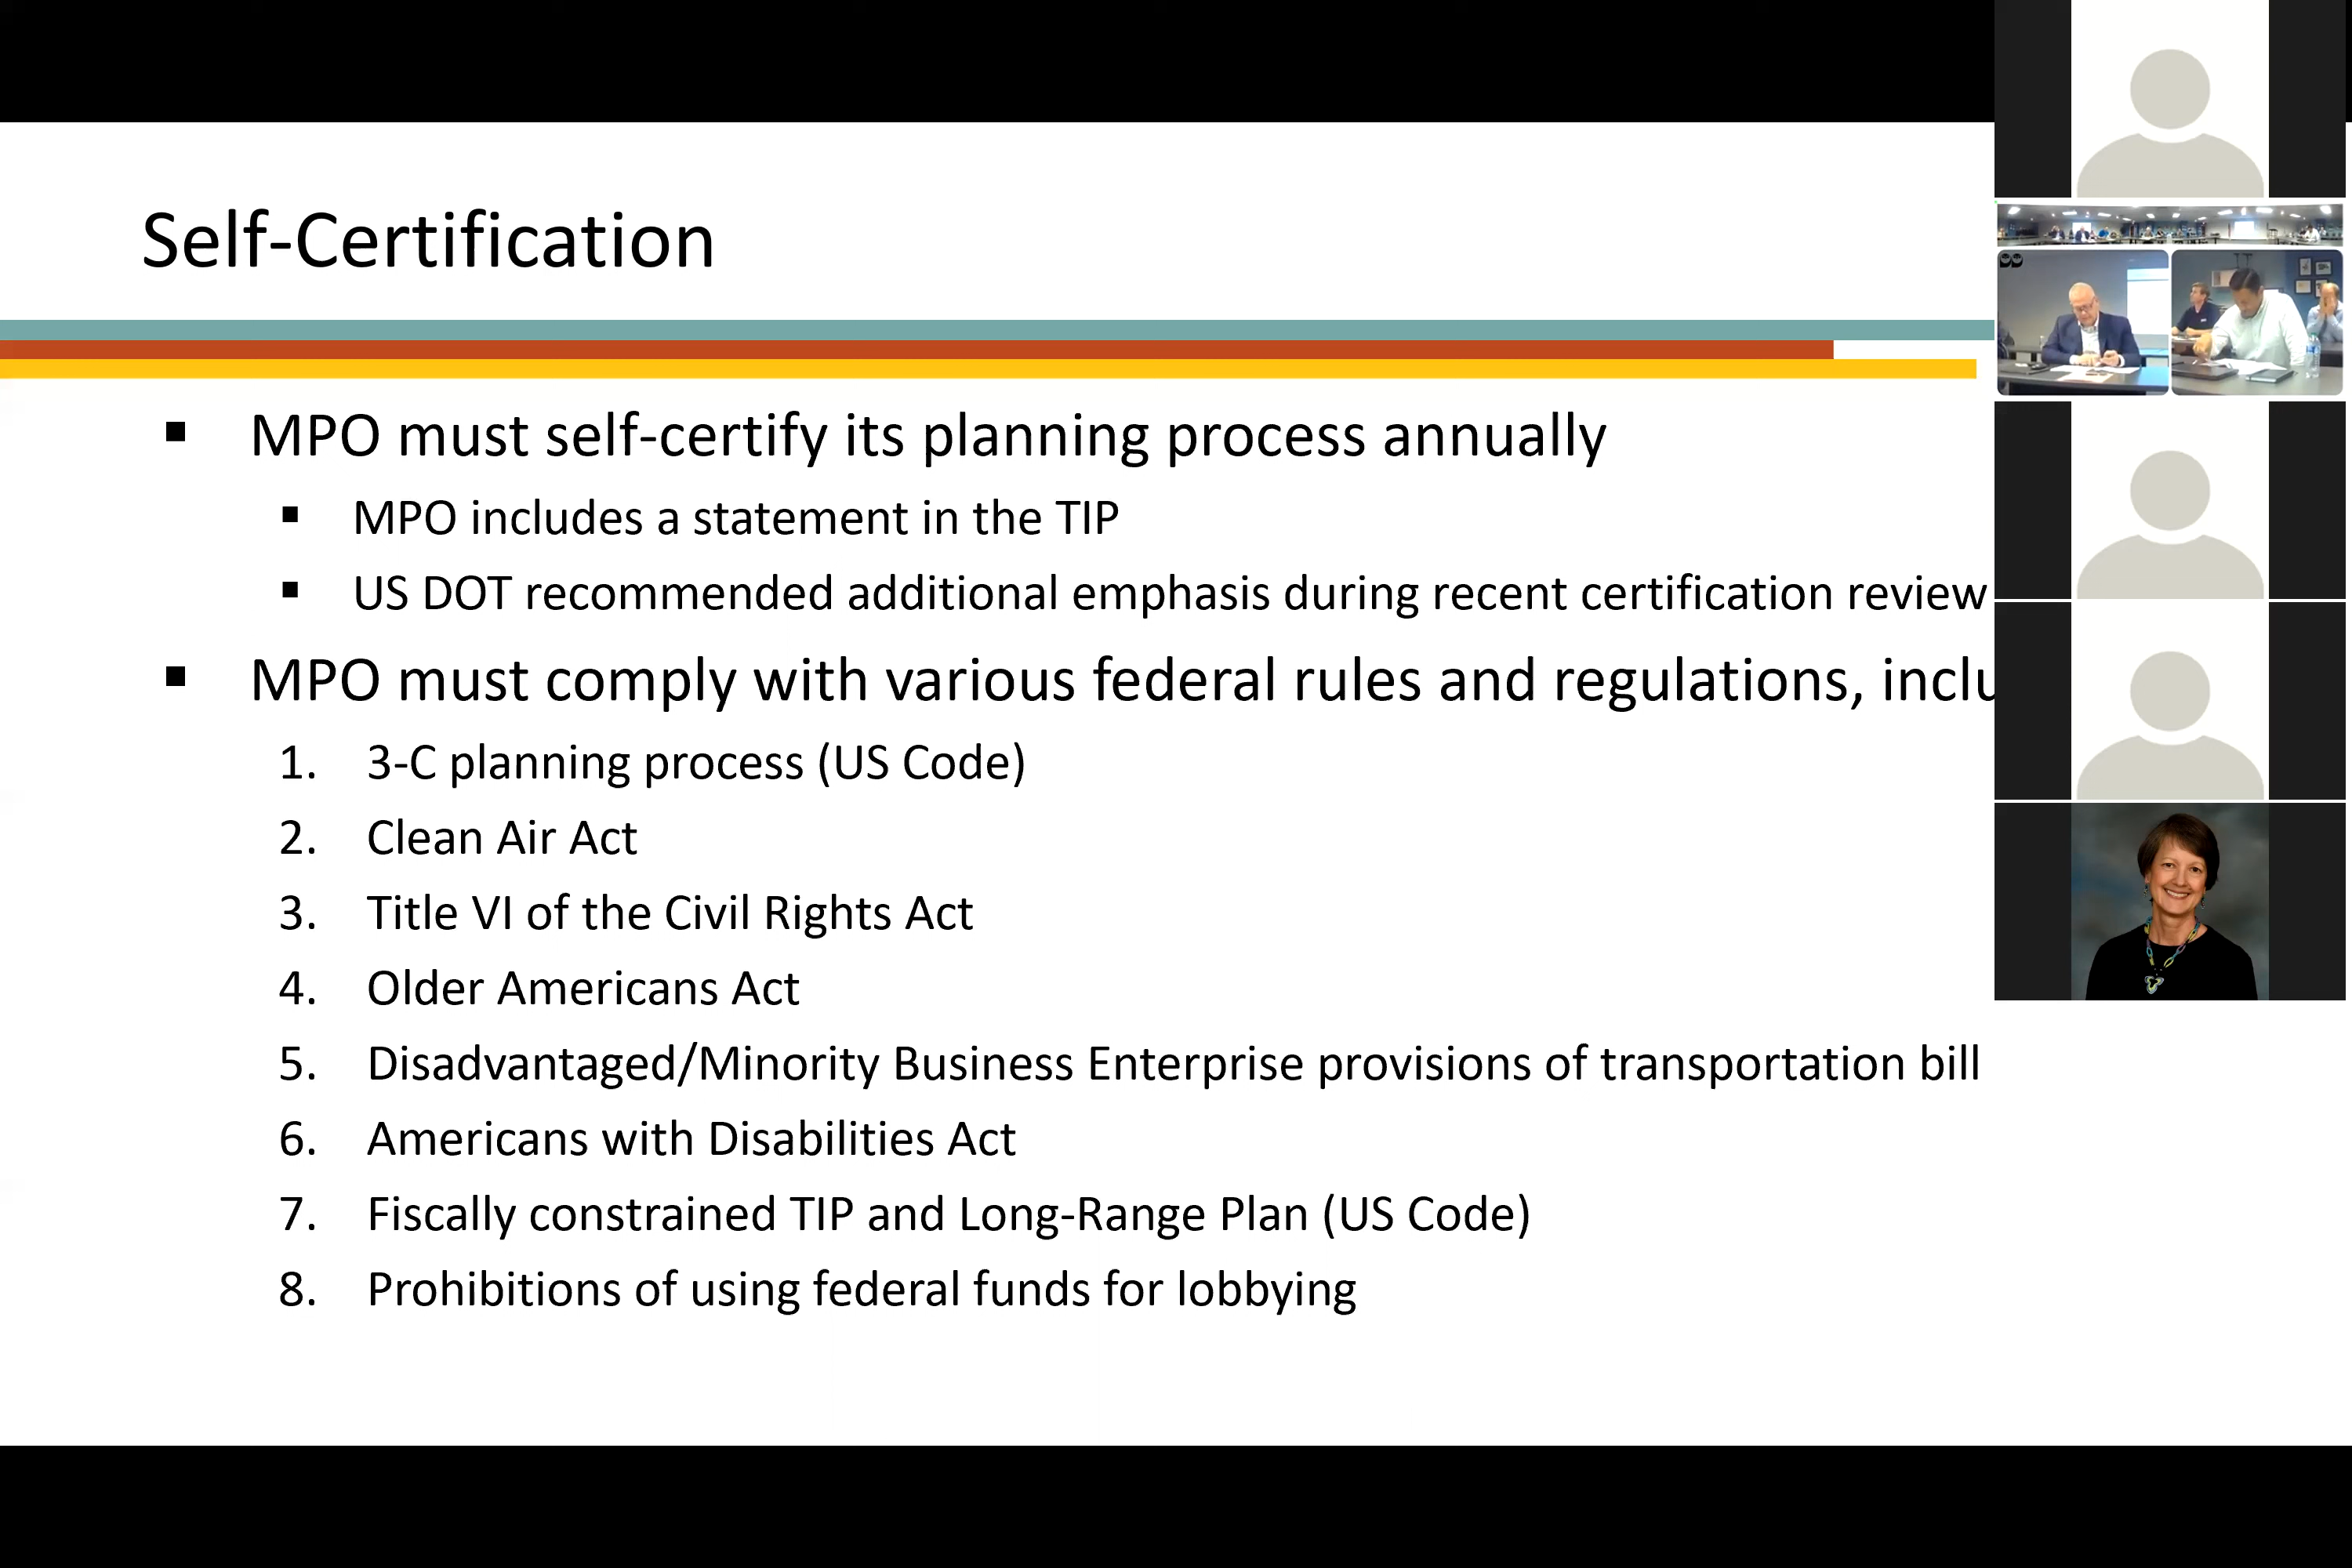 Self-Certification
MPO must self-certify its planning process annually
MPO includes a statement in the TIP
US DOT recommended additional emphasis during recent certification review
MPO must comply with various federal rules and regulations, inclu
1. 3-C planning process (US Code)
2. Clean Air Act
3. Title VI of the Civil Rights Act
4. Older Americans Act
5. Disadvantaged/Minority Business Enterprise provisions of transportation bill
6. Americans with Disabilities Act
7. Fiscally constrained TIP and Long-Range Plan (US Code)
8. Prohibitions of using federal funds for lobbying